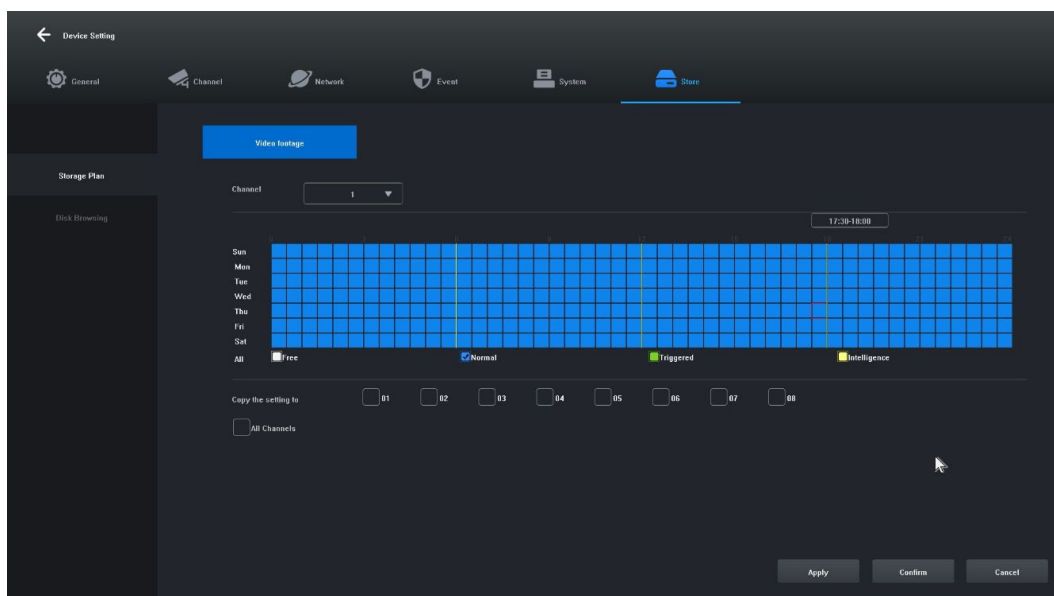 Device Setting
General Channel Network Event System Store
Video footage
Storage Plan
Channel 1
Disk Browsing
17:30-18:00
Sun
Mon
Tue
Wed
Thu
Fri
Sat
All Free Normal Triggered Intelligence
Copy the setting to 01 02 03 04 05 06 07 08
All Channels
Apply Confirm Cancel